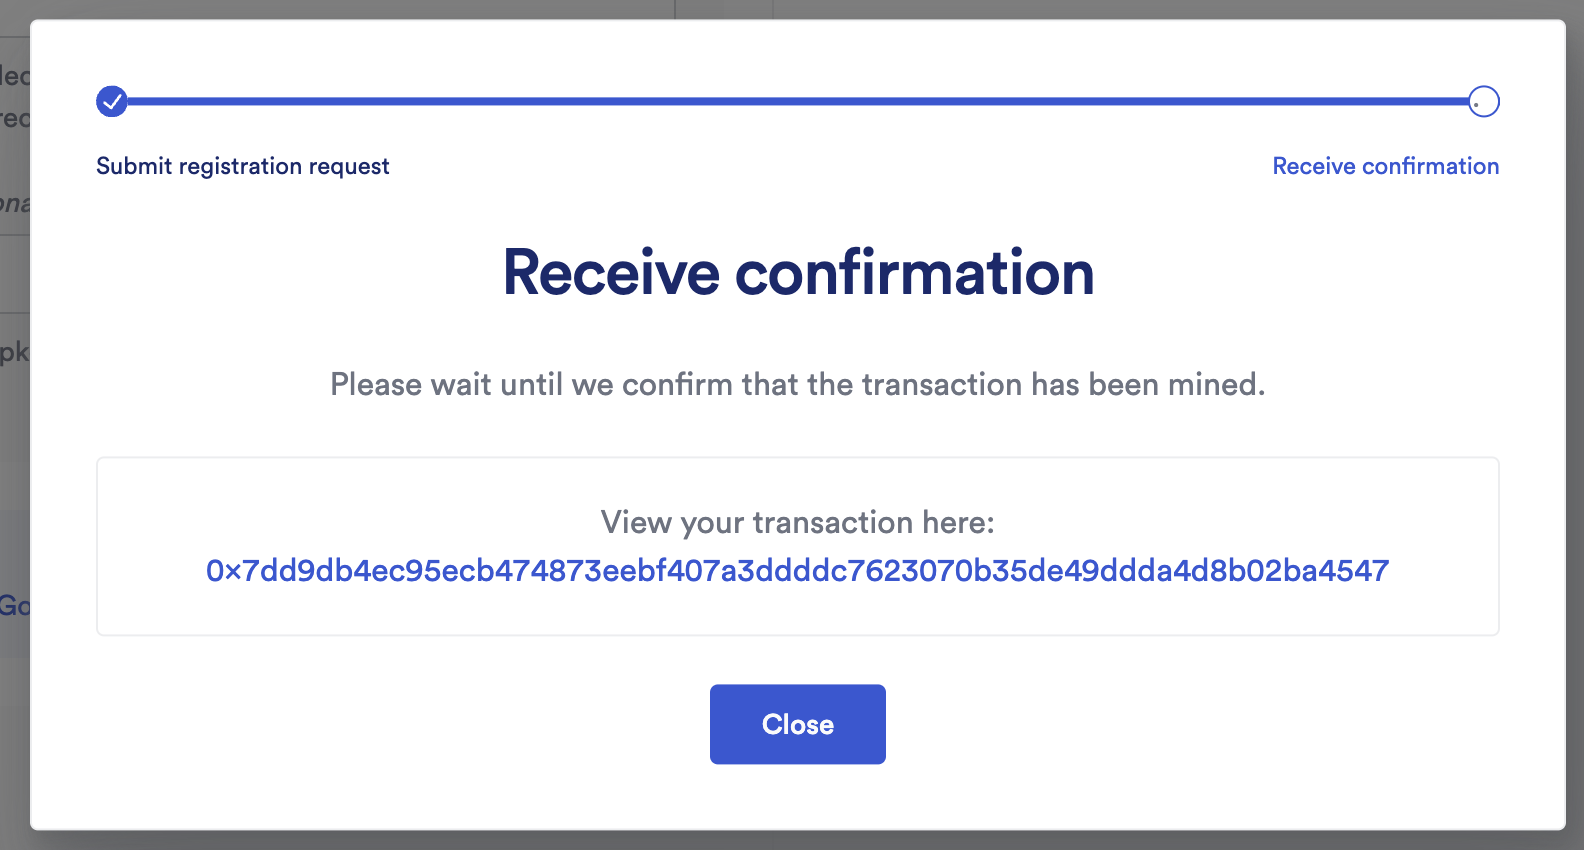 Submit registration request
Receive confirmation
Receive confirmation
Please wait until we confirm that the transaction has been mined.
View your transaction here:
0x7dd9db4ec95ecb474873eebf407a3ddddc7623070b35de49ddda4d8b02ba4547
Close